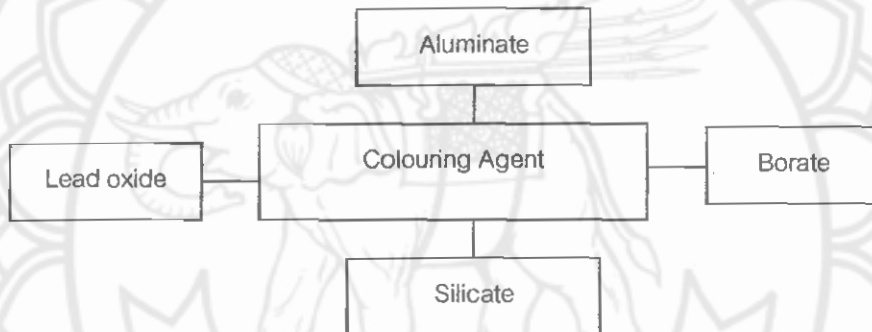 Aluminate
Colouring Agent
Lead oxide
Borate
Silicate